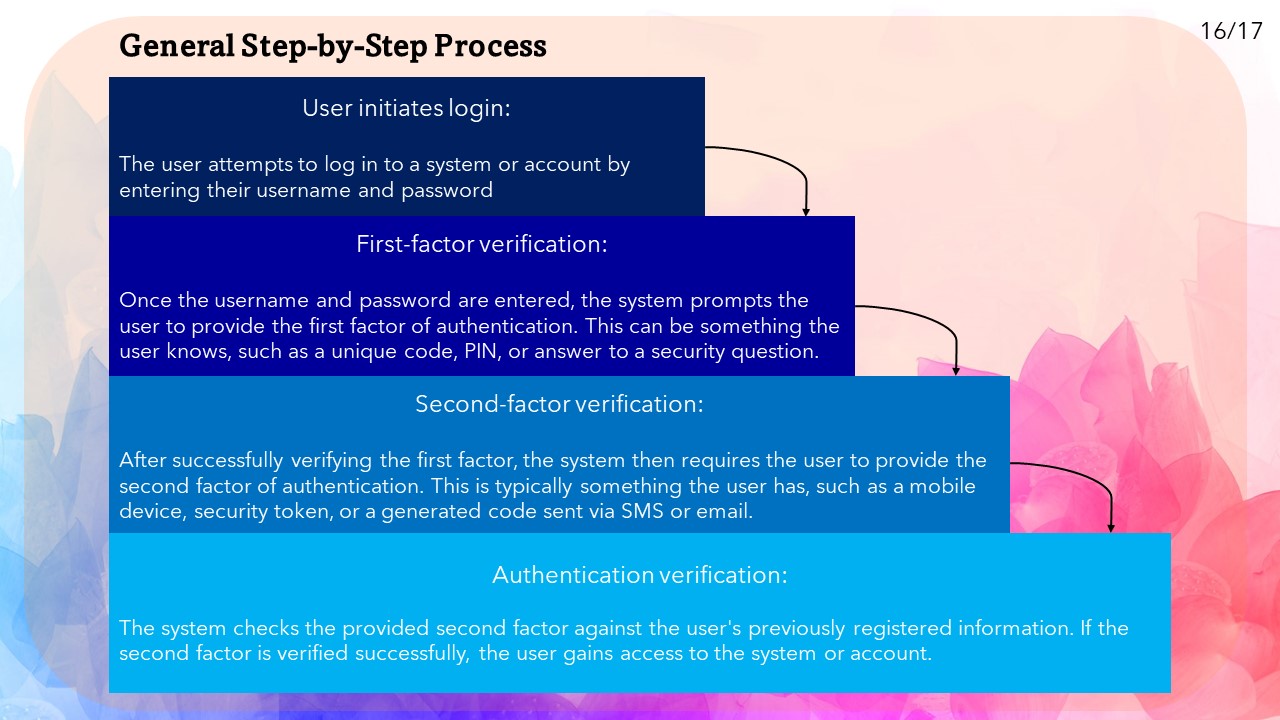 16/17
General Step-by-Step Process
User initiates login:
The user attempts to log in to a system or account by
entering their username and password
First-factor verification:
Once the username and password are entered, the system prompts the
user to provide the first factor of authentication. This can be something the
user knows, such as a unique code, PIN, or answer to a security question.
Second-factor verification:
After successfully verifying the first factor, the system then requires the user to provide the
second factor of authentication. This is typically something the user has, such as a mobile
device, security token, or a generated code sent via SMS or email.
Authentication verification:
The system checks the provided second factor against the user's previously registered information. If the
second factor is verified successfully, the user gains access to the system or account.